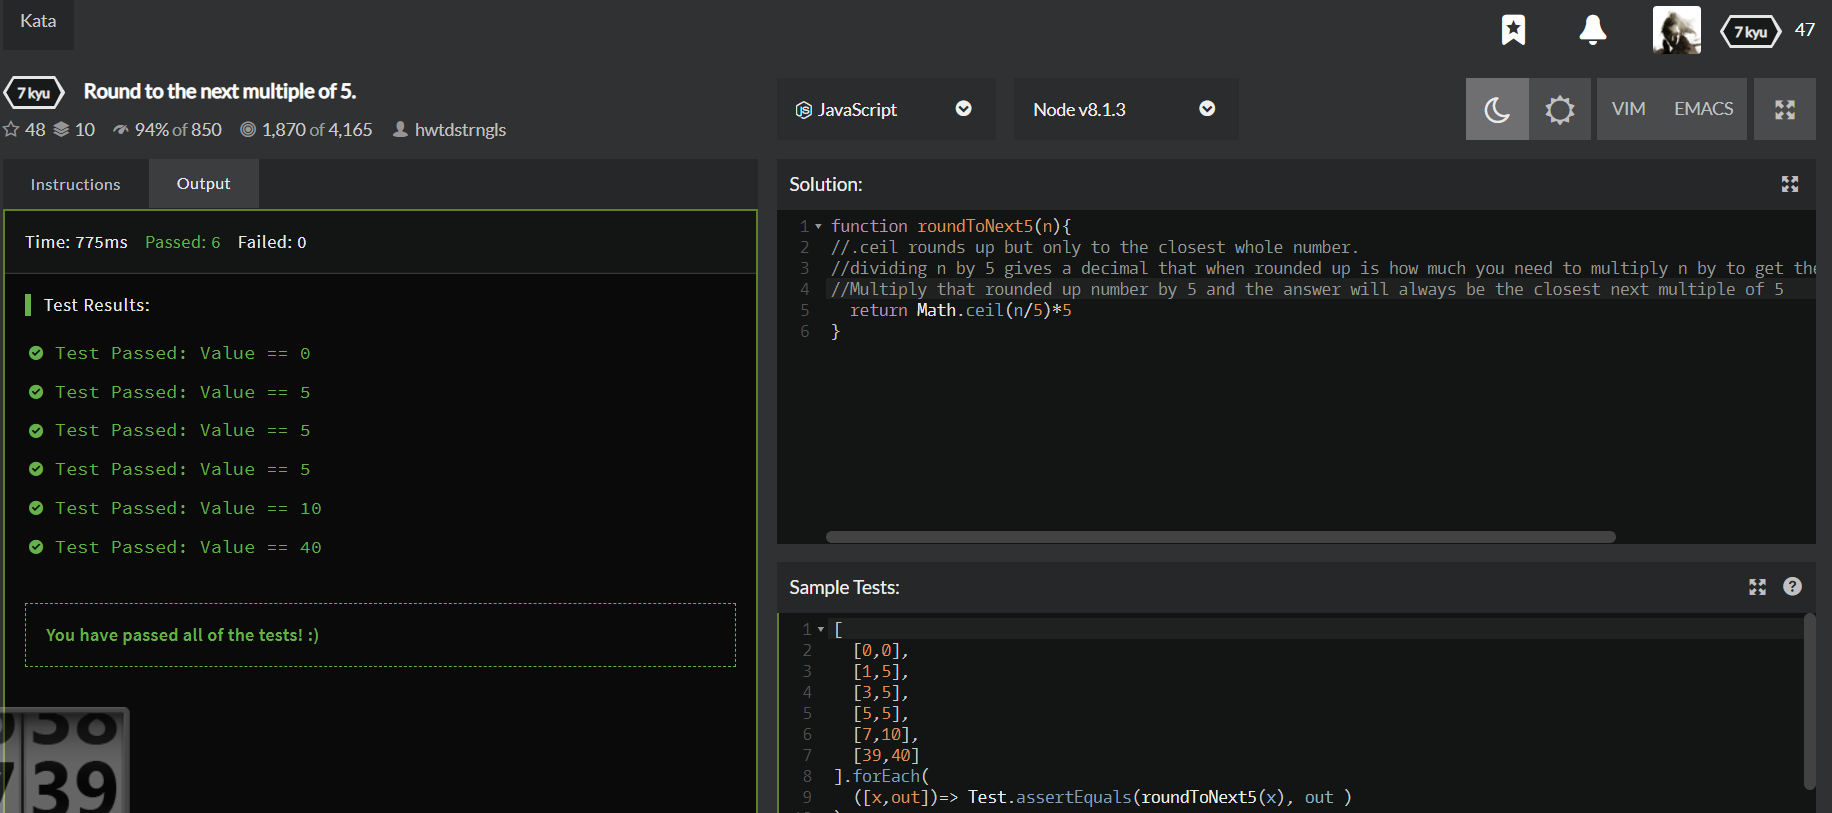 Kata
7 kyu 47
7 kyu Round to the next multiple of 5.
48 10 94% of 850 1,870 of 4,165 hwtdstrngls
JavaScript Node v8.1.3 VIM EMACS
Instructions Output
Time: 775ms Passed: 6 Failed: 0
Test Results:
Test Passed: Value == 0
Test Passed: Value == 5
Test Passed: Value == 5
Test Passed: Value == 5
Test Passed: Value == 10
Test Passed: Value == 40
You have passed all of the tests! :)
38
39
Solution:
1 function roundToNext5(n){
2 //.ceil rounds up but only to the closest whole number.
3 //dividing n by 5 gives a decimal that when rounded up is how much you need to multiply n by to get the
4 //Multiply that rounded up number by 5 and the answer will always be the closest next multiple of 5
5 return Math.ceil(n/5)*5
6 }
Sample Tests:
1 [
2 [0,0],
3 [1,5],
4 [3,5],
5 [5,5],
6 [7,10],
7 [39,40]
8 ].forEach(
9 ([x,out])=> Test.assertEquals(roundToNext5(x), out )